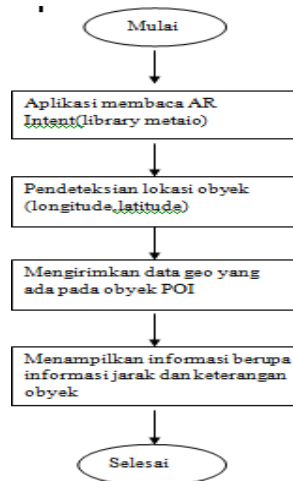 Mulai
Aplikasi membaca AR
Intent(library metaio)
Pendeteksian lokasi obyek
(longitude,latitude)
Mengirimkan data geo yang
ada pada obyek POI
Menampilkan informasi berupa
informasi jarak dan keterangan
obyek
Selesai